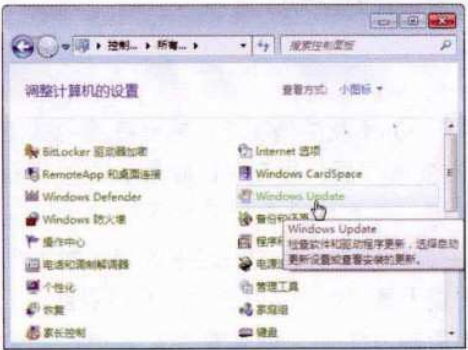 控制... ▸ 所有... ▸
搜索控制面板
调整计算机的设置
查看方式: 小图标
BitLocker 驱动器加密
Internet 选项
RemoteApp 和桌面连接
Windows CardSpace
Windows Defender
Windows Update
Windows 防火墙
备份和还原
Windows Update
检查软件和驱动程序更新，选择自动
更新设置或查看安装的更新。
操作中心
程序和
电话和调制解调器
电源
个性化
管理工具
恢复
家庭组
家长控制
键盘